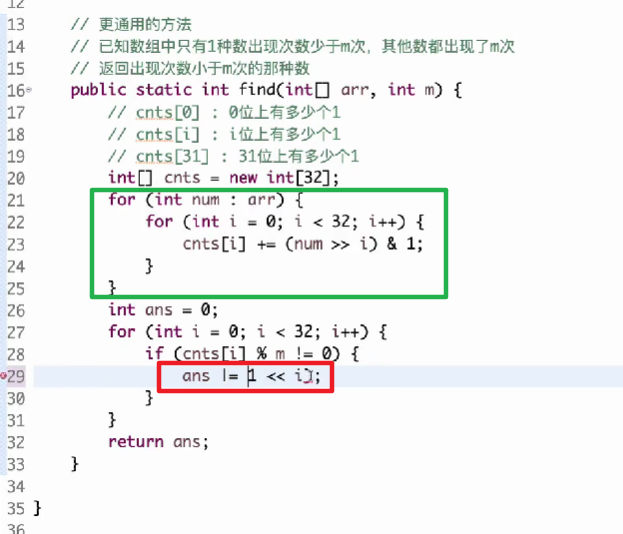 12
13 // 更通用的方法
14 // 已知数组中只有1种数出现次数少于m次，其他数都出现了m次
15 // 返回出现次数小于m次的那种数
16 public static int find(int[] arr, int m) {
17 // cnts[0] : 0位上有多少个1
18 // cnts[i] : i位上有多少个1
19 // cnts[31] : 31位上有多少个1
20 int[] cnts = new int[32];
21 for (int num : arr) {
22 for (int i = 0; i < 32; i++) {
23 cnts[i] += (num >> i) & 1;
24 }
25 }
26 int ans = 0;
27 for (int i = 0; i < 32; i++) {
28 if (cnts[i] % m != 0) {
29 ans |= 1 << i);
30 }
31 }
32 return ans;
33 }
34
35 }
36